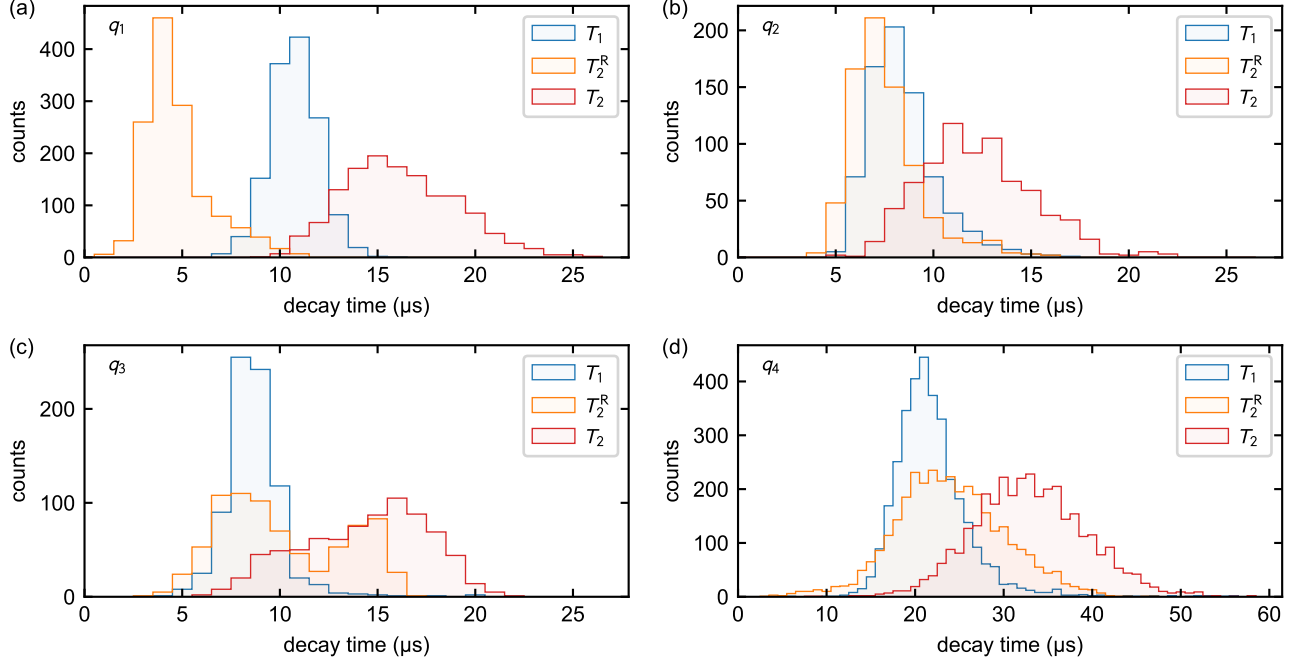 (a)
q1
T1
T2R
T2
counts
400
300
200
100
0
0 5 10 15 20 25
decay time (µs)
(b)
q2
T1
T2R
T2
counts
200
150
100
50
0
0 5 10 15 20 25
decay time (µs)
(c)
q3
T1
T2R
T2
counts
200
100
0
0 5 10 15 20 25
decay time (µs)
(d)
q4
T1
T2R
T2
counts
400
300
200
100
0
0 10 20 30 40 50 60
decay time (µs)